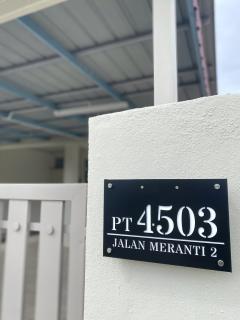 PT 4503
JALAN MERANTI 2